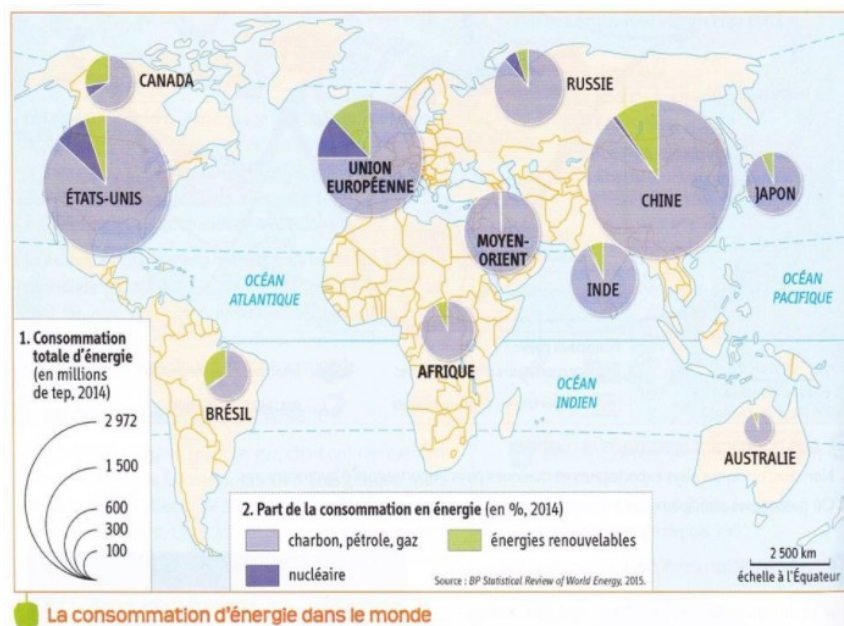 CANADA
RUSSIE
ÉTATS-UNIS
UNION
EUROPÉENNE
CHINE
JAPON
MOYEN-
ORIENT
INDE
OCÉAN
ATLANTIQUE
OCÉAN
PACIFIQUE
AFRIQUE
OCÉAN
INDIEN
BRÉSIL
AUSTRALIE
1. Consommation
totale d'énergie
(en millions
de tep, 2014)
2 972
1 500
600
300
100
2. Part de la consommation en énergie (en %, 2014)
charbon, pétrole, gaz
énergies renouvelables
nucléaire
Source : BP Statistical Review of World Energy, 2015.
2 500 km
échelle à l'Équateur
La consommation d'énergie dans le monde